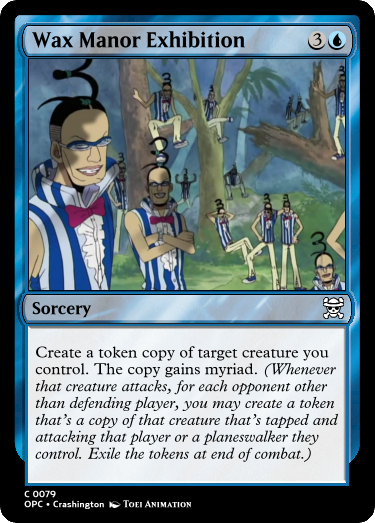 Wax Manor Exhibition 3
Sorcery
Create a token copy of target creature you
control. The copy gains myriad. (Whenever
that creature attacks, for each opponent other
than defending player, you may create a token
that's a copy of that creature that's tapped and
attacking that player or a planeswalker they
control. Exile the tokens at end of combat.)
C 0079
OPC • Crashington TOEI ANIMATION